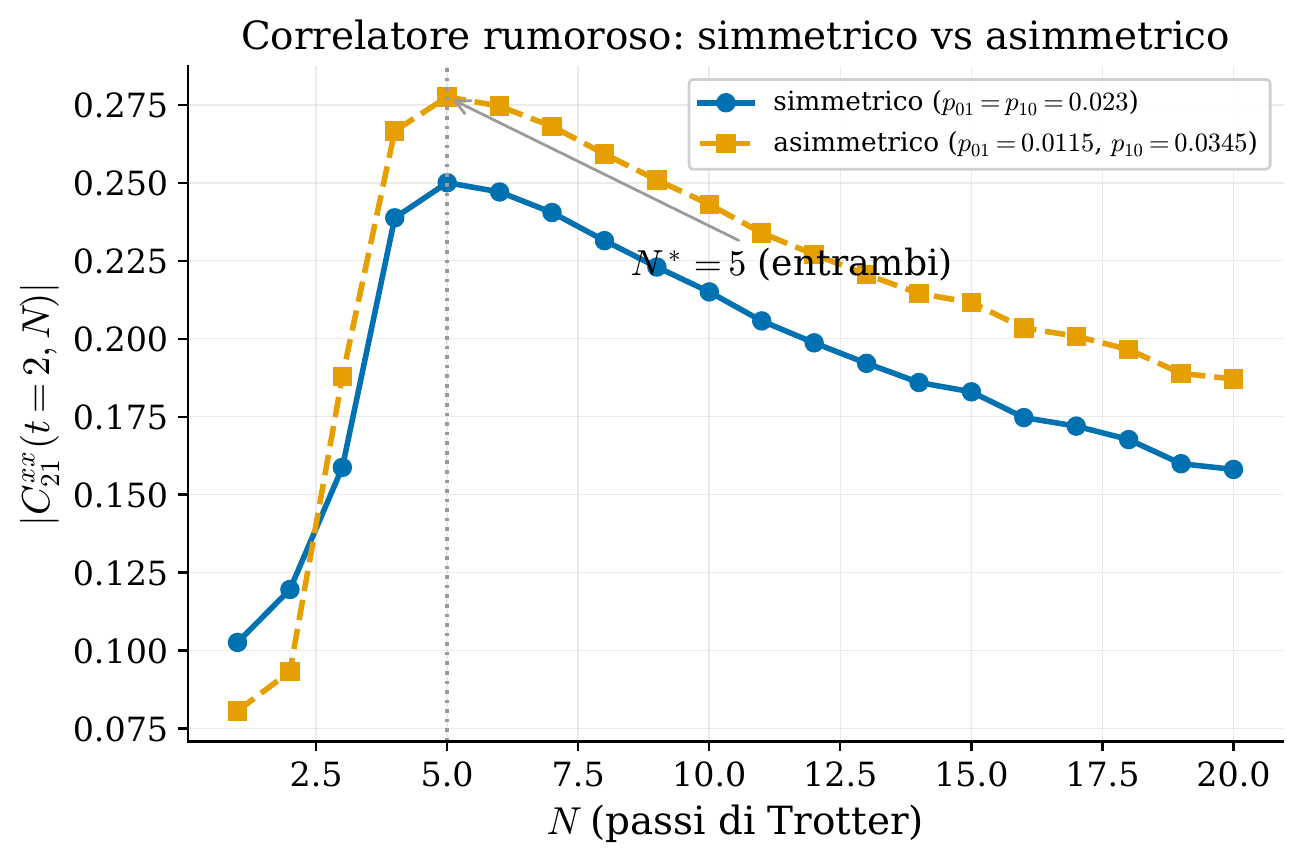 Correlatore rumoroso: simmetrico vs asimmetrico
simmetrico (p₀₁ = p₁₀ = 0.023)
asimmetrico (p₀₁ = 0.0115, p₁₀ = 0.0345)
N* = 5 (entrambi)
|C₂₁ˣˣ(t = 2, N)|
0.275
0.250
0.225
0.200
0.175
0.150
0.125
0.100
0.075
2.5 5.0 7.5 10.0 12.5 15.0 17.5 20.0
N (passi di Trotter)